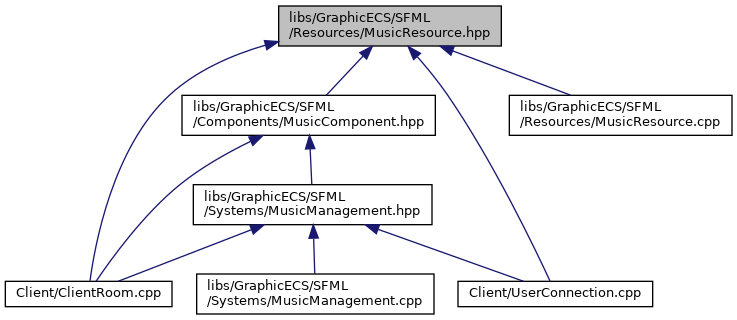 libs/GraphicECS/SFML
/Resources/MusicResource.hpp
libs/GraphicECS/SFML
/Components/MusicComponent.hpp
libs/GraphicECS/SFML
/Resources/MusicResource.cpp
libs/GraphicECS/SFML
/Systems/MusicManagement.hpp
Client/ClientRoom.cpp
libs/GraphicECS/SFML
/Systems/MusicManagement.cpp
Client/UserConnection.cpp